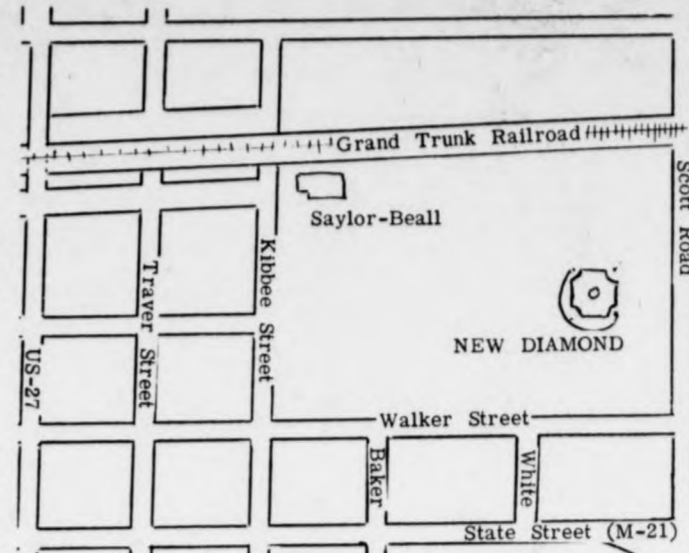 Grand Trunk Railroad
Scott Road
Saylor-Beall
Kibbee Street
Traver Street
NEW DIAMOND
US-27
Walker Street
Baker
White
State Street (M-21)